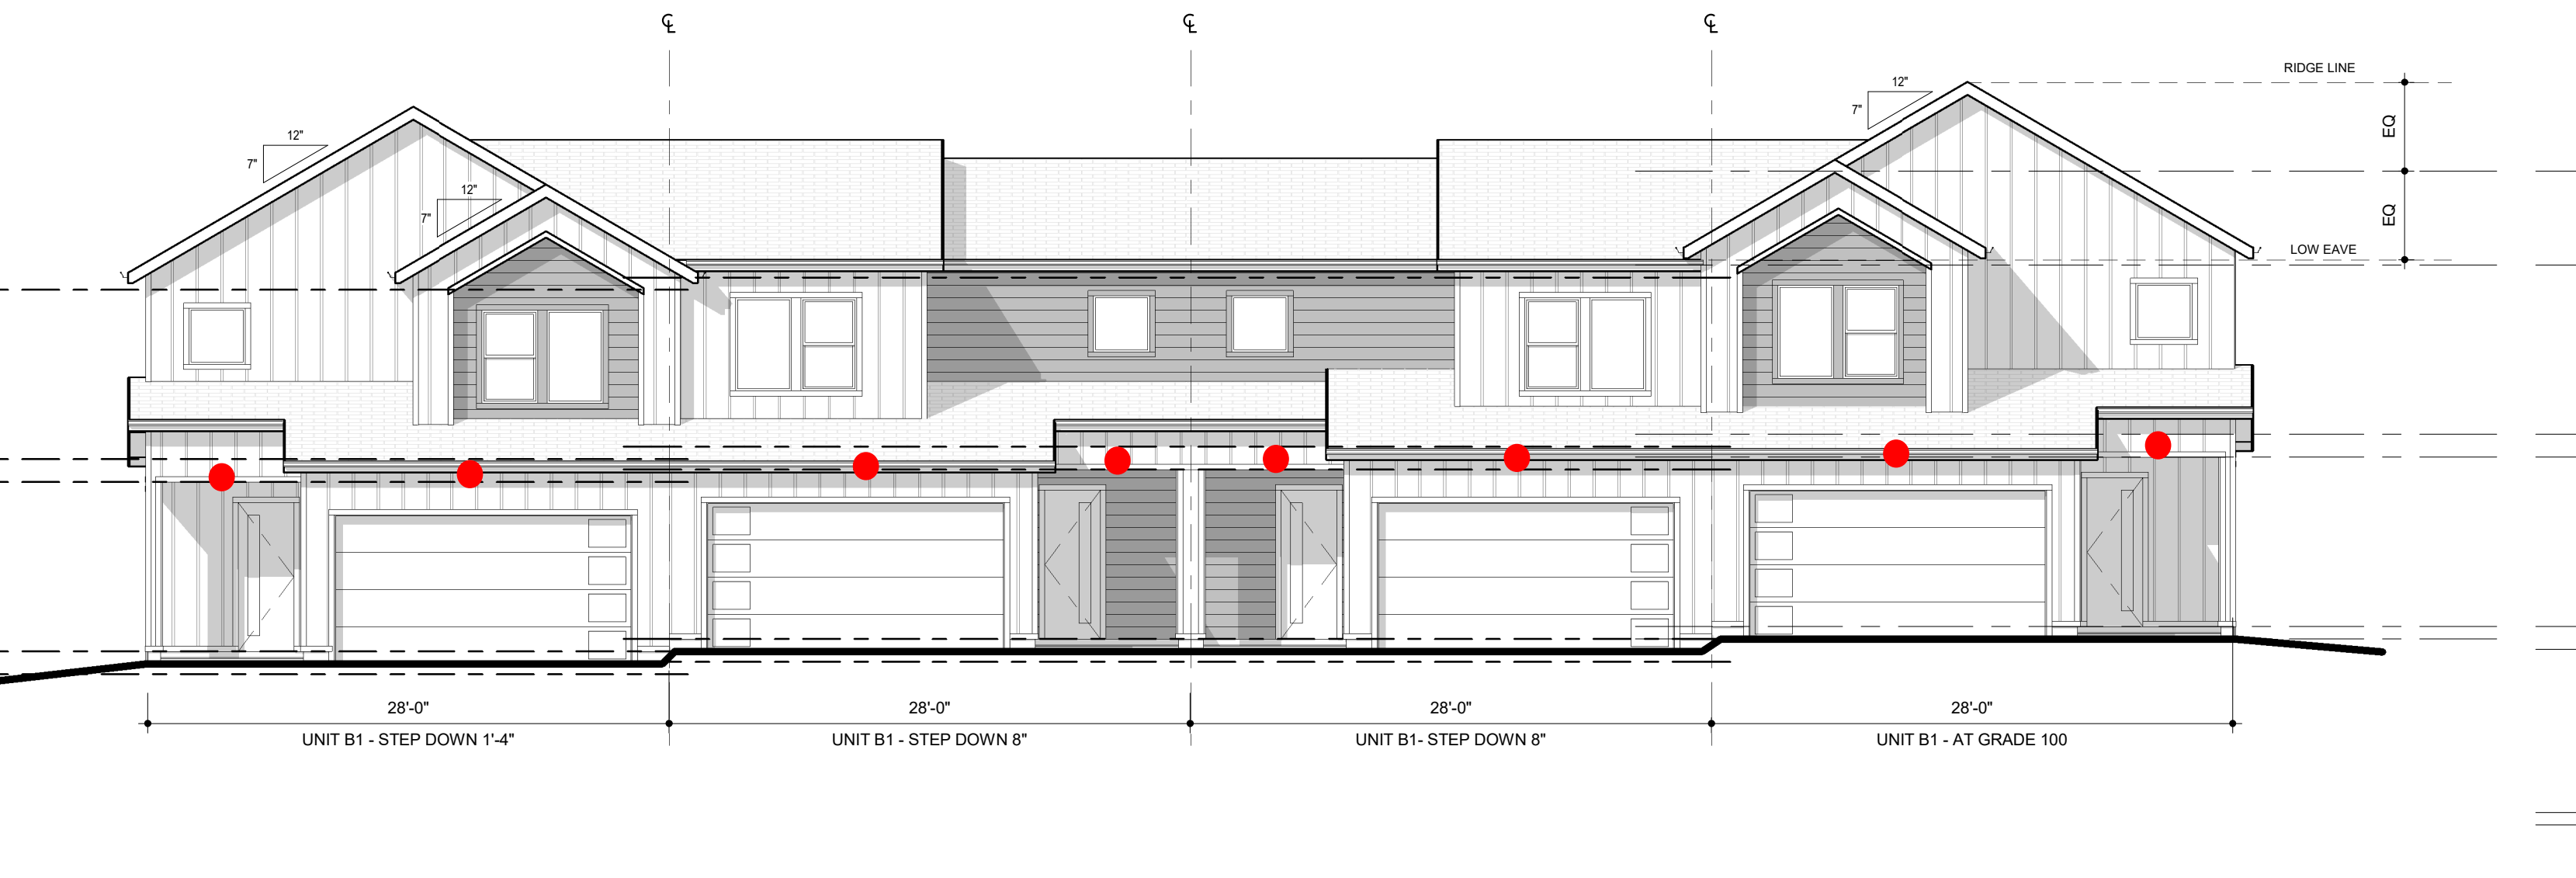 ℄ ℄ ℄
RIDGE LINE
12"
7"
EQ
12"
7"
12"
7"
EQ
LOW EAVE
28'-0" 28'-0" 28'-0" 28'-0"
UNIT B1 - STEP DOWN 1'-4" UNIT B1 - STEP DOWN 8" UNIT B1- STEP DOWN 8" UNIT B1 - AT GRADE 100